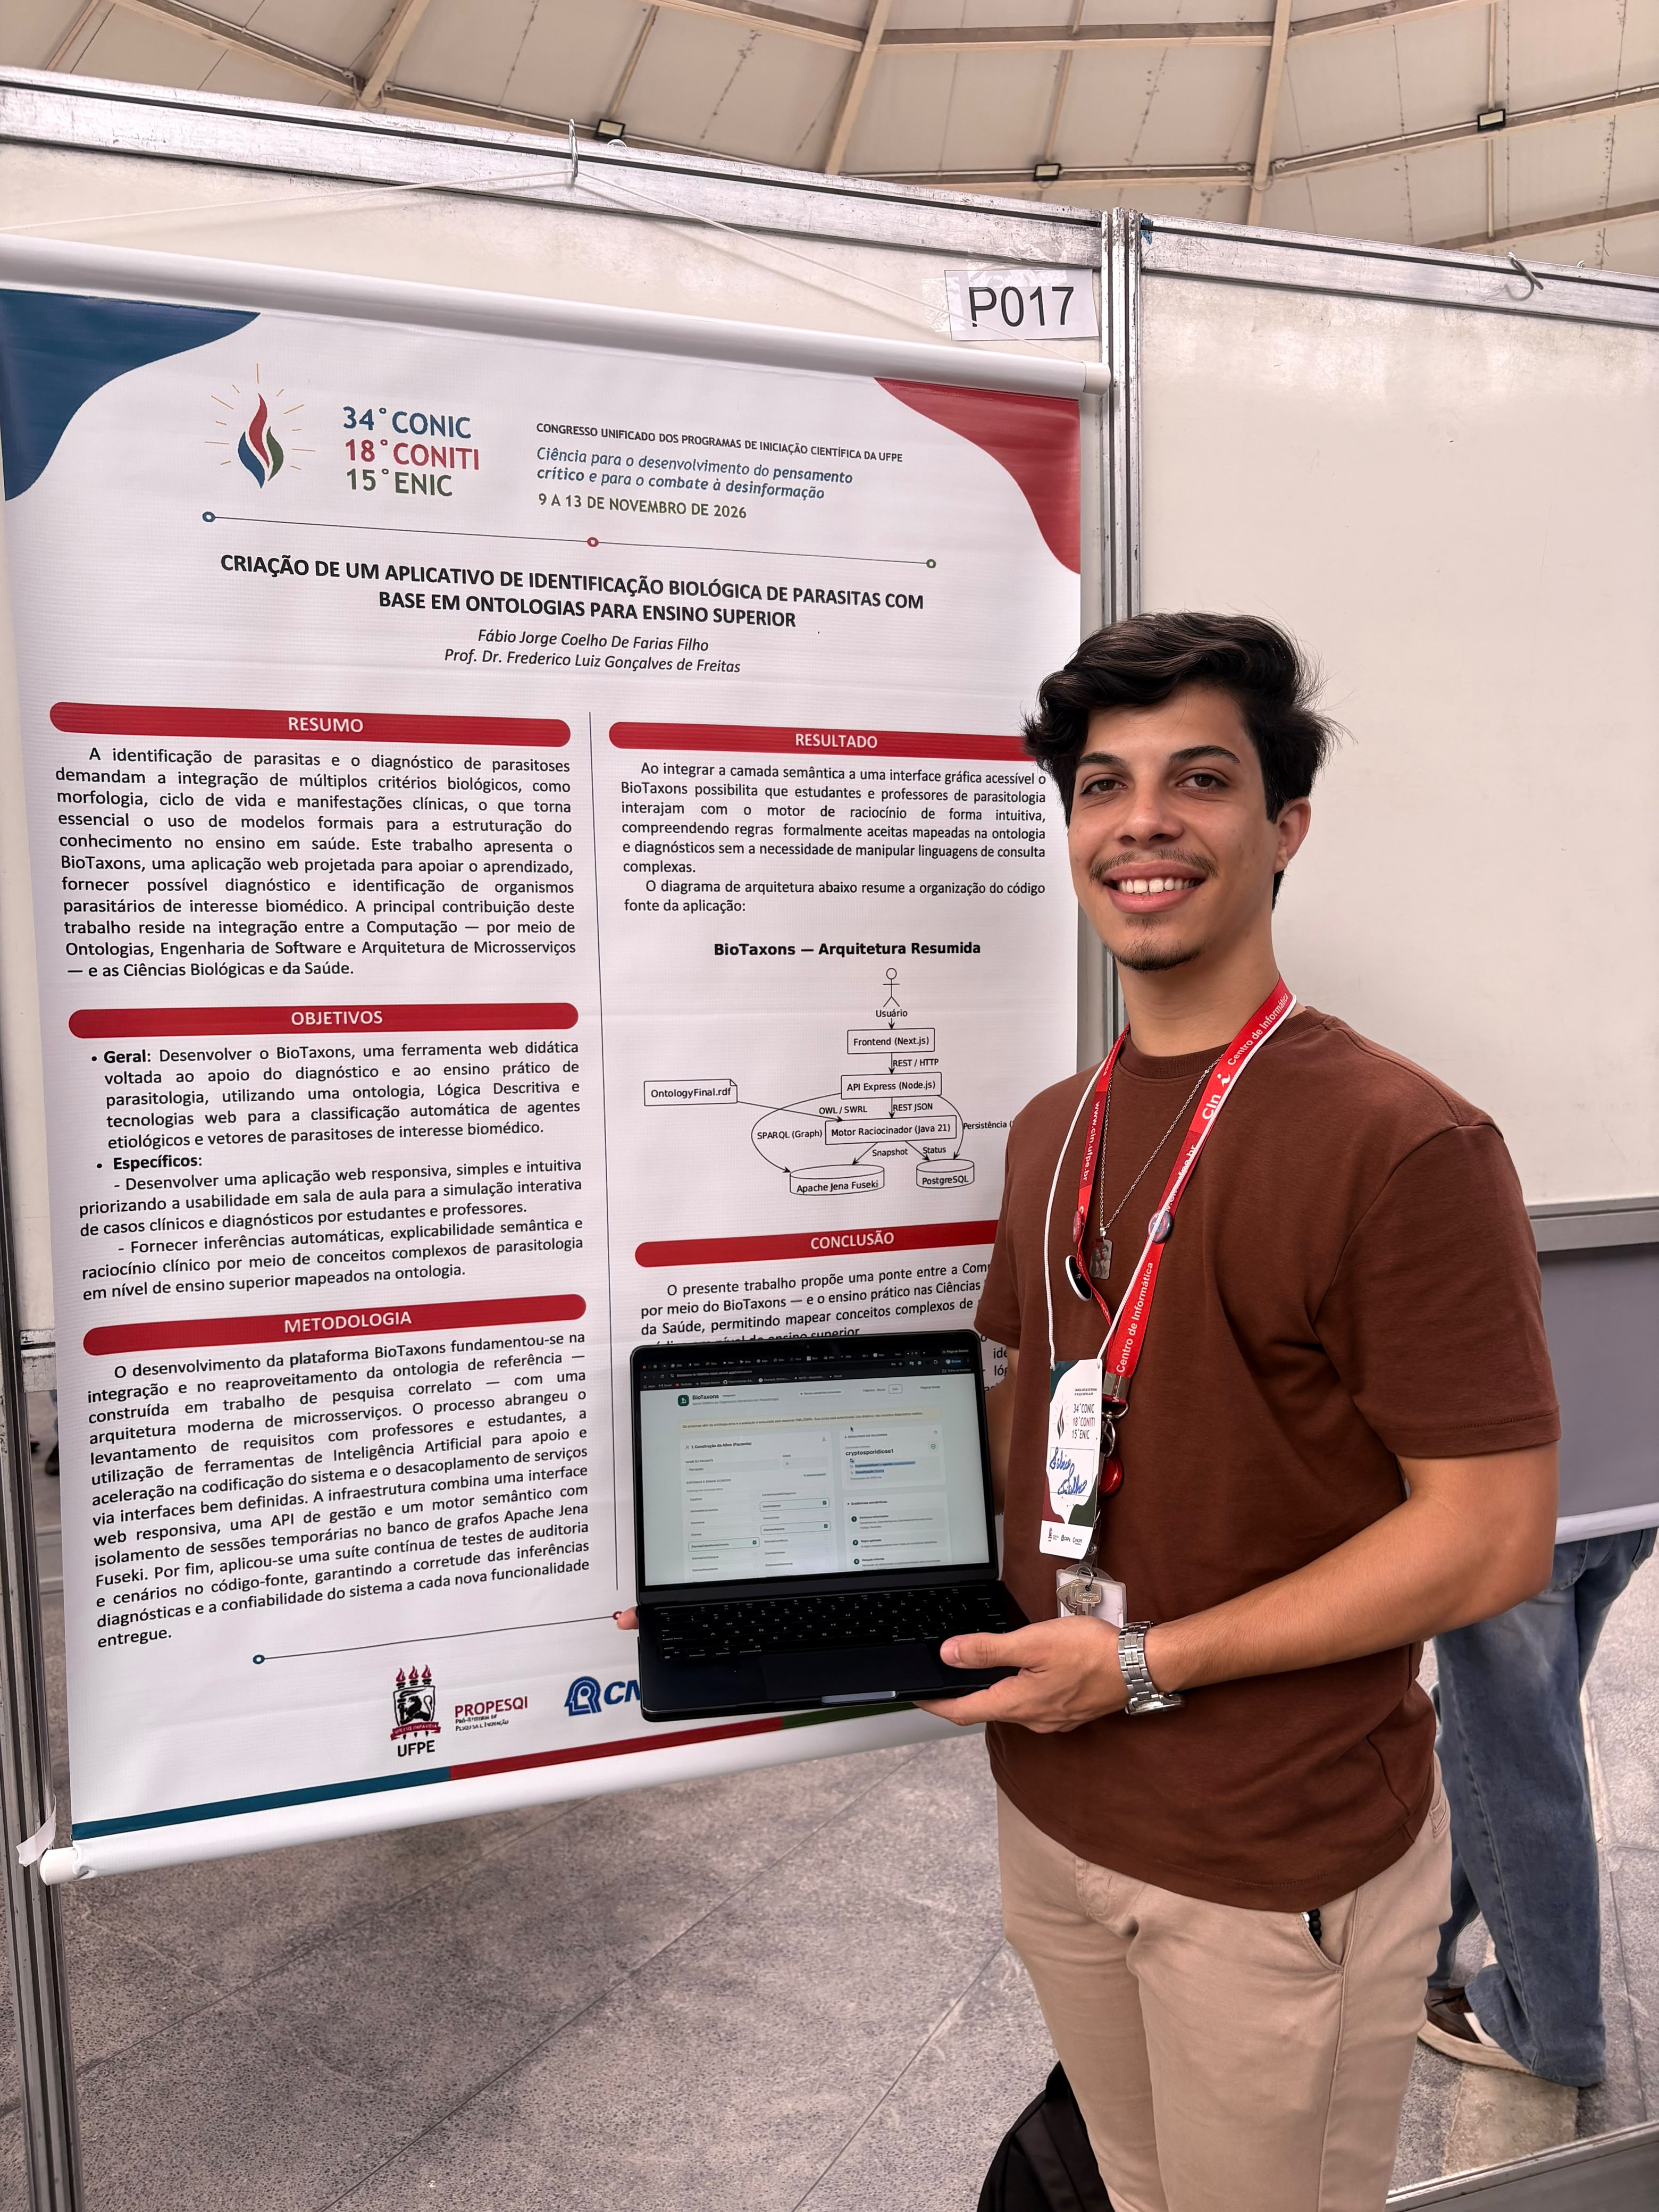 P017
34° CONIC
18° CONITI
15° ENIC
CONGRESSO UNIFICADO DOS PROGRAMAS DE INICIAÇÃO CIENTÍFICA DA UFPE
Ciência para o desenvolvimento do pensamento
crítico e para o combate à desinformação
9 A 13 DE NOVEMBRO DE 2026
CRIAÇÃO DE UM APLICATIVO DE IDENTIFICAÇÃO BIOLÓGICA DE PARASITAS COM
BASE EM ONTOLOGIAS PARA ENSINO SUPERIOR
Fábio Jorge Coelho De Farias Filho
Prof. Dr. Frederico Luiz Gonçalves de Freitas
RESUMO
A identificação de parasitas e o diagnóstico de parasitoses
demandam a integração de múltiplos critérios biológicos, como
morfologia, ciclo de vida e manifestações clínicas, o que torna
essencial o uso de modelos formais para a estruturação do
conhecimento no ensino em saúde. Este trabalho apresenta o
BioTaxons, uma aplicação web projetada para apoiar o aprendizado,
fornecer possível diagnóstico e identificação de organismos
parasitários de interesse biomédico. A principal contribuição deste
trabalho reside na integração entre a Computação — por meio de
Ontologias, Engenharia de Software e Arquitetura de Microsserviços
— e as Ciências Biológicas e da Saúde.
OBJETIVOS
• Geral: Desenvolver o BioTaxons, uma ferramenta web didática
voltada ao apoio do diagnóstico e ao ensino prático de
parasitologia, utilizando uma ontologia, Lógica Descritiva e
tecnologias web para a classificação automática de agentes
etiológicos e vetores de parasitoses de interesse biomédico.
• Específicos:
- Desenvolver uma aplicação web responsiva, simples e intuitiva
priorizando a usabilidade em sala de aula para a simulação interativa
de casos clínicos e diagnósticos por estudantes e professores.
- Fornecer inferências automáticas, explicabilidade semântica e
raciocínio clínico por meio de conceitos complexos de parasitologia
em nível de ensino superior mapeados na ontologia.
METODOLOGIA
O desenvolvimento da plataforma BioTaxons fundamentou-se na
integração e no reaproveitamento da ontologia de referência —
construída em trabalho de pesquisa correlato — com uma
arquitetura moderna de microsserviços. O processo abrangeu o
levantamento de requisitos com professores e estudantes, a
utilização de ferramentas de Inteligência Artificial para apoio e
aceleração na codificação do sistema e o desacoplamento de serviços
via interfaces bem definidas. A infraestrutura combina uma interface
web responsiva, uma API de gestão e um motor semântico com
isolamento de sessões temporárias no banco de grafos Apache Jena
Fuseki. Por fim, aplicou-se uma suíte contínua de testes de auditoria
e cenários no código-fonte, garantindo a corretude das inferências
diagnósticas e a confiabilidade do sistema a cada nova funcionalidade
entregue.
RESULTADO
Ao integrar a camada semântica a uma interface gráfica acessível o
BioTaxons possibilita que estudantes e professores de parasitologia
interajam com o motor de raciocínio de forma intuitiva,
compreendendo regras formalmente aceitas mapeadas na ontologia
e diagnósticos sem a necessidade de manipular linguagens de consulta
complexas.
O diagrama de arquitetura abaixo resume a organização do código
fonte da aplicação:
BioTaxons — Arquitetura Resumida
Usuário
Frontend (Next.js)
REST / HTTP
OntologyFinal.rdf
API Express (Node.js)
OWL / SWRL
REST JSON
SPARQL (Graph)
Motor Raciocinador (Java 21)
Persistência
Snapshot
Status
Apache Jena Fuseki
PostgreSQL
CONCLUSÃO
O presente trabalho propõe uma ponte entre a
por meio do BioTaxons — e o ensino prático nas Ciências
da Saúde, permitindo mapear conceitos complexos de
ensino superior
UFPE
PROPESQI
PRÓ-REITORIA DE
PESQUISA E INOVAÇÃO
BioTaxons
cryptosporidiose1
CIn Centro de Informática
www.cin.ufpe.br
Centro de Informática
34° CONIC
18° CONITI
15° ENIC